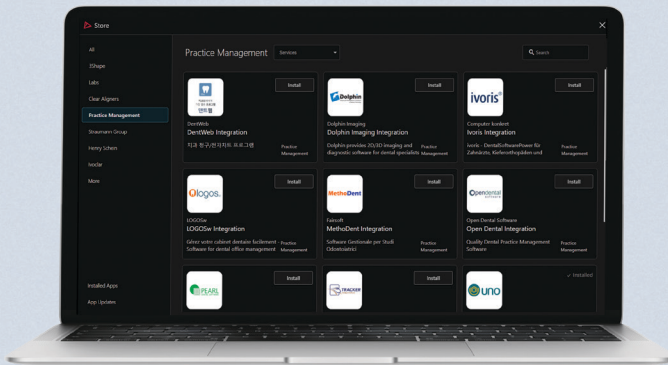 Store
All
3Shape
Labs
Clear Aligners
Practice Management
Straumann Group
Henry Schein
Ivoclar
More
Installed Apps
App Updates
Practice Management
Services
Search
Install
DentWeb
DentWeb Integration
치과 청구/전자차트 프로그램
Practice Management
Install
Dolphin
Dolphin Imaging
Dolphin Imaging Integration
Dolphin provides 2D/3D imaging and
diagnostic software for dental specialists
Practice Management
Install
ivoris®
Computer konkret
Ivoris Integration
ivoris - DentalSoftwarePower für
Zahnärzte, Kieferorthopäden und
Practice Management
Install
logos.
LOGOSw
LOGOSw Integration
Gérez votre cabinet dentaire facilement -
Software for dental office management
Practice Management
Install
MethoDent
Fairsoft
MethoDent Integration
Software Gestionale per Studi
Odontoiatrici
Practice Management
Install
Opendental
software
Open Dental Software
Open Dental Integration
Quality Dental Practice Management
Software
Practice Management
Install
PEARL
Install
TRACKER
Installed
UNO